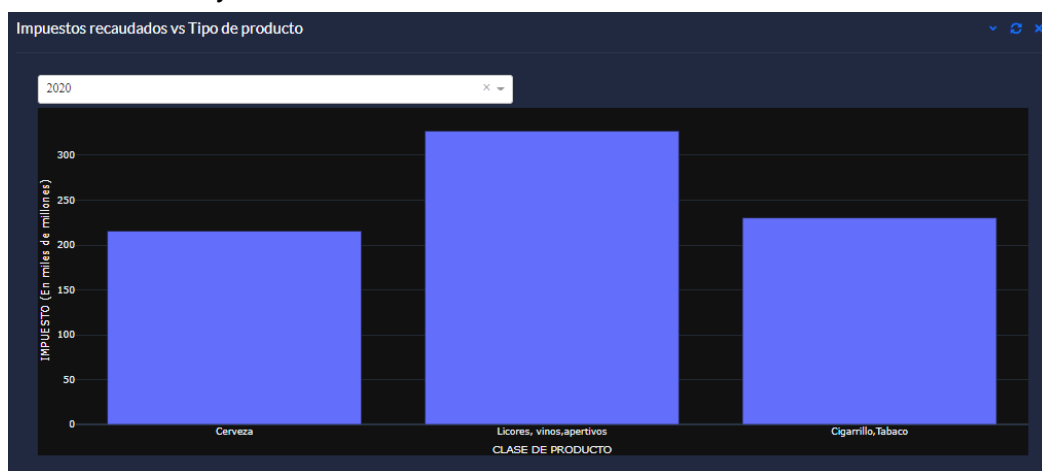 Impuestos recaudados vs Tipo de producto
2020
300
250
200
150
100
50
0
IMPUESTO (En miles de millones)
Cerveza
Licores, vinos,apertivos
Cigarrillo,Tabaco
CLASE DE PRODUCTO